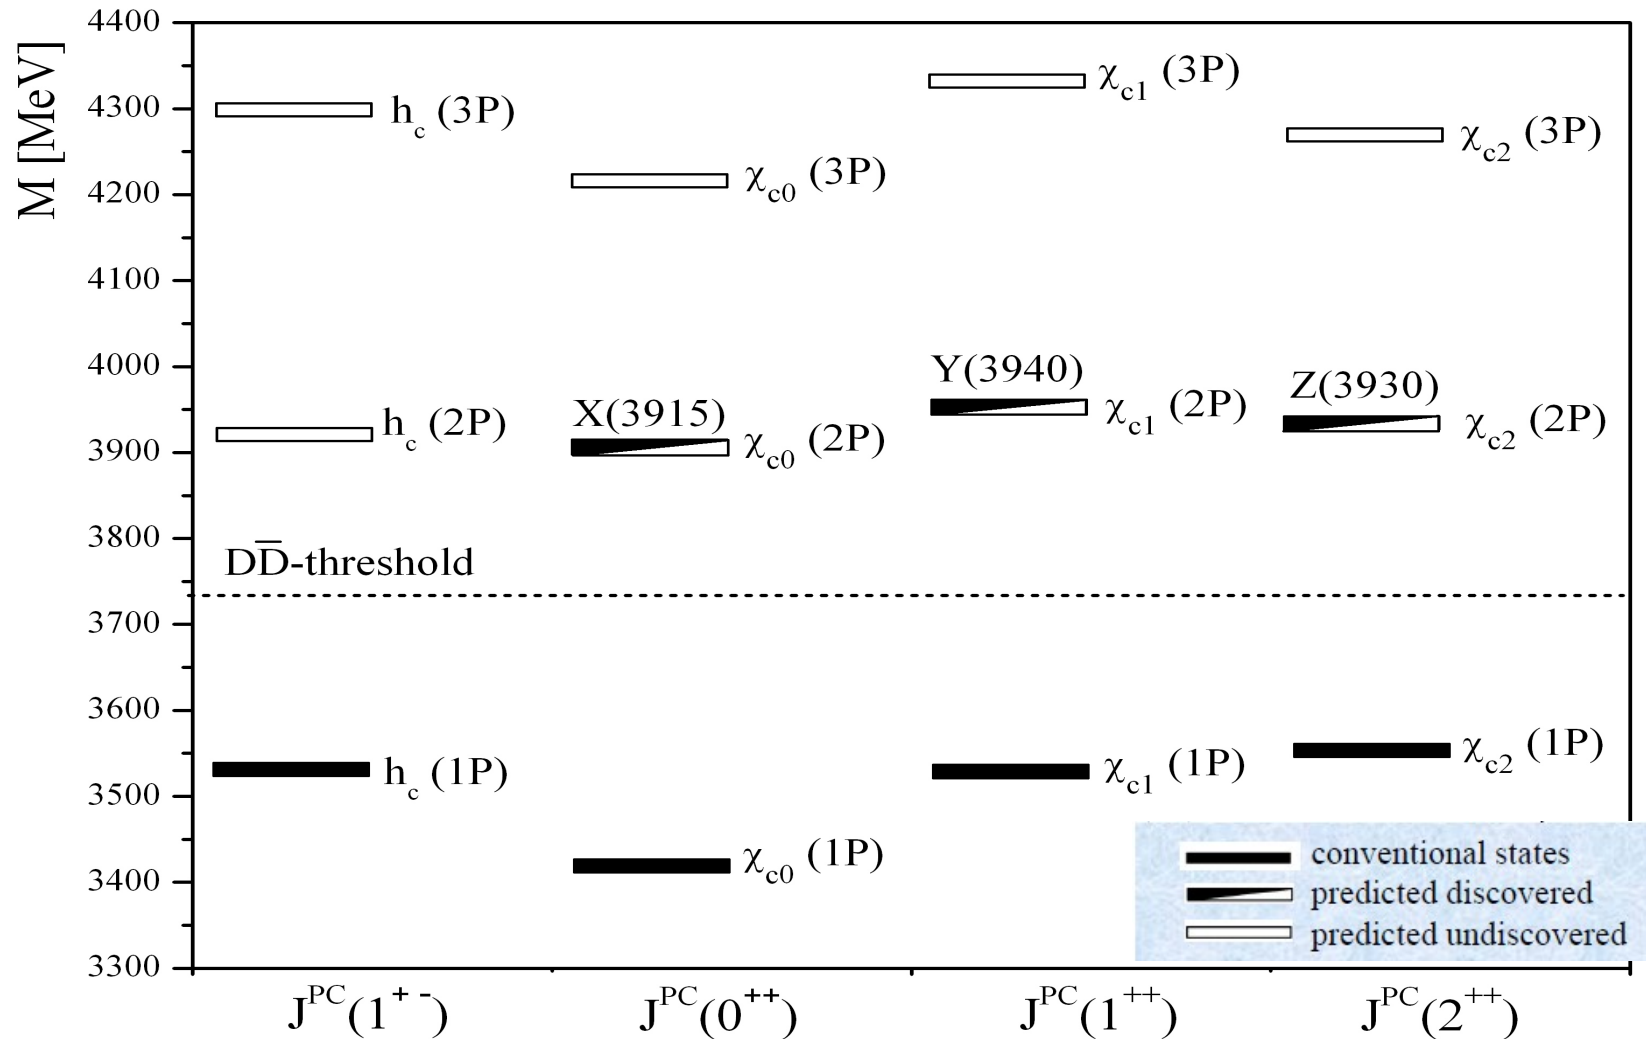 M [MeV]
4400
4300
4200
4100
4000
3900
3800
3700
3600
3500
3400
3300
h_c (3P)
χ_c0 (3P)
χ_c1 (3P)
χ_c2 (3P)
h_c (2P)
X(3915)
χ_c0 (2P)
Y(3940)
χ_c1 (2P)
Z(3930)
χ_c2 (2P)
DD̅-threshold
h_c (1P)
χ_c0 (1P)
χ_c1 (1P)
χ_c2 (1P)
conventional states
predicted discovered
predicted undiscovered
J^PC(1^+ -)
J^PC(0^++)
J^PC(1^++)
J^PC(2^++)